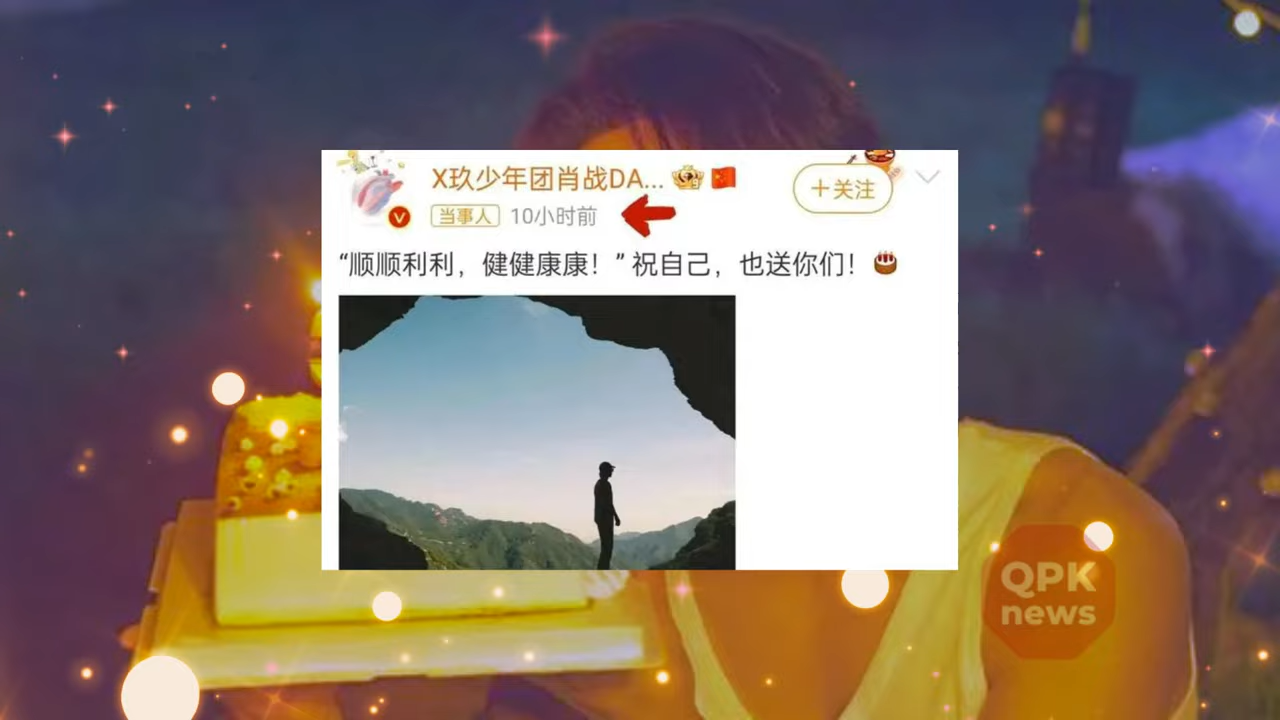 X玖少年团肖战DA...
+关注
当事人 10小时前
“顺顺利利，健健康康！”祝自己，也送你们！
QPK
news